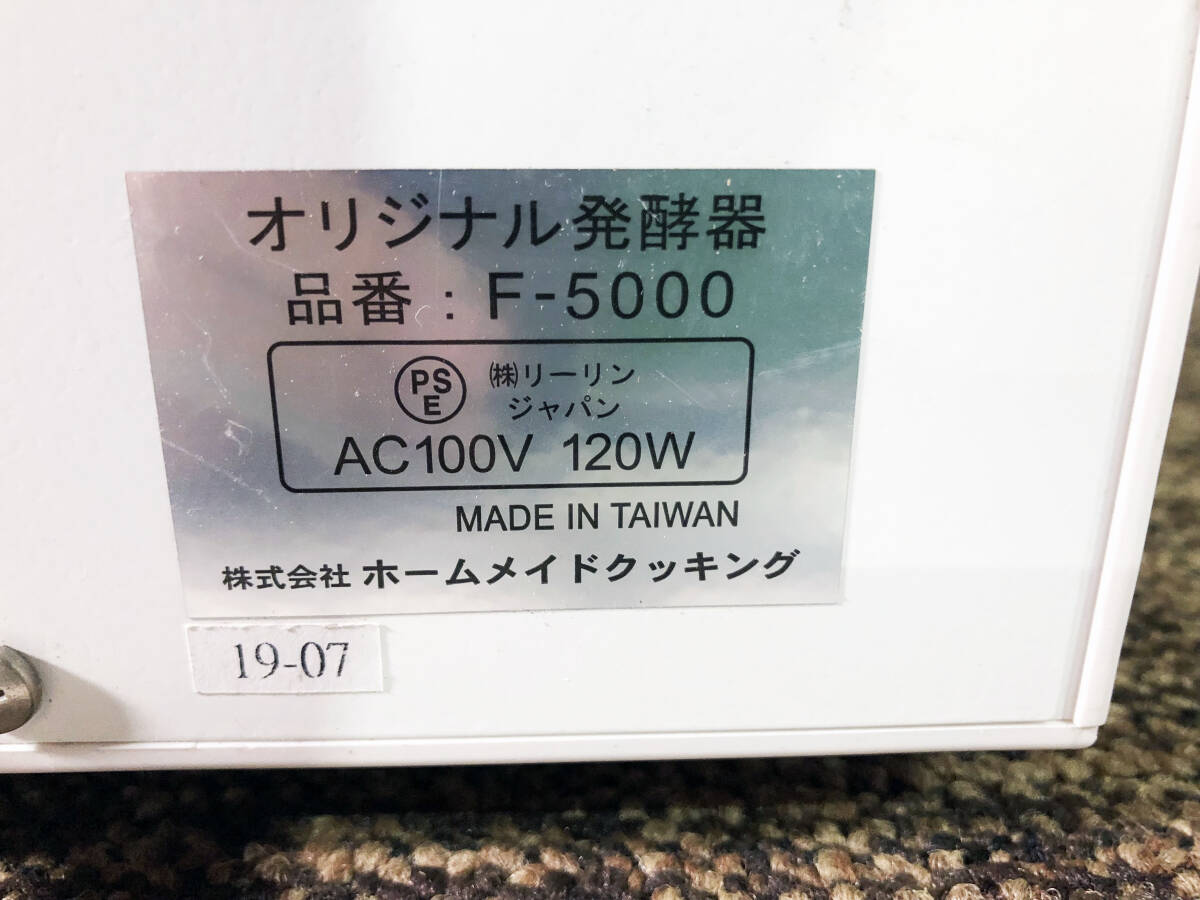 オリジナル発酵器
品番：F-5000
PSE ㈱リーリン
ジャパン
AC100V 120W
MADE IN TAIWAN
株式会社 ホームメイドクッキング
19-07